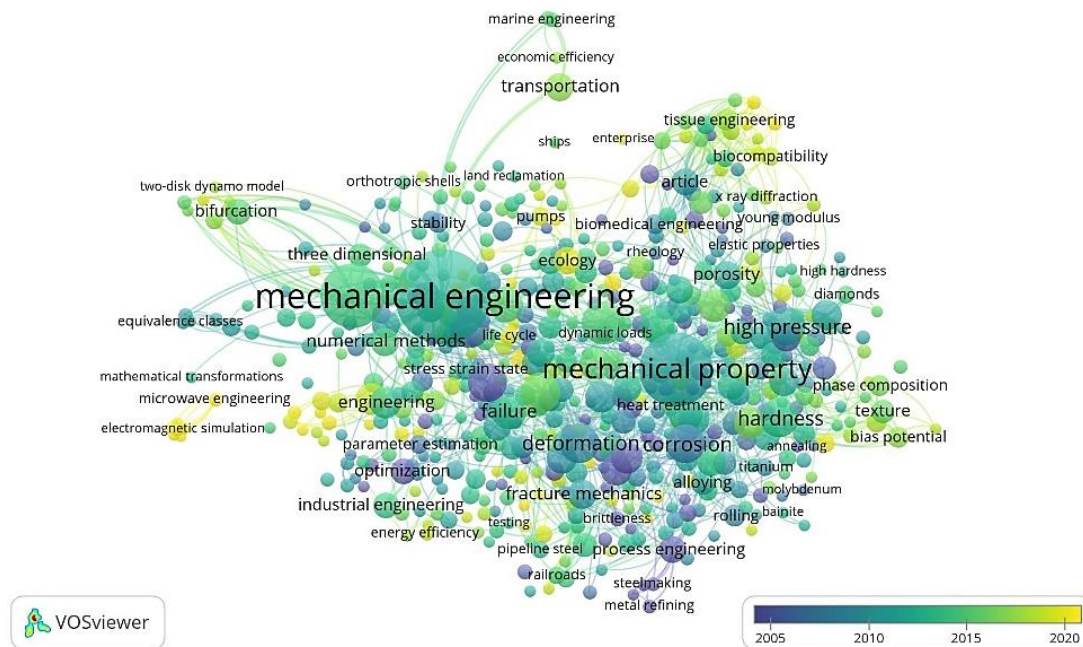 marine engineering
economic efficiency
transportation
tissue engineering
ships
enterprise
biocompatibility
two-disk dynamo model
orthotropic shells
land reclamation
article
x ray diffraction
bifurcation
stability
pumps
biomedical engineering
young modulus
three dimensional
ecology
rheology
elastic properties
porosity
high hardness
mechanical engineering
diamonds
equivalence classes
numerical methods
life cycle
dynamic loads
high pressure
stress strain state
mechanical property
mathematical transformations
phase composition
microwave engineering
engineering
failure
heat treatment
hardness
texture
electromagnetic simulation
parameter estimation
deformation
corrosion
annealing
bias potential
optimization
titanium
industrial engineering
fracture mechanics
alloying
molybdenum
energy efficiency
testing
brittleness
rolling
bainite
pipeline steel
process engineering
railroads
steelmaking
metal refining
VOSviewer
2005 2010 2015 2020